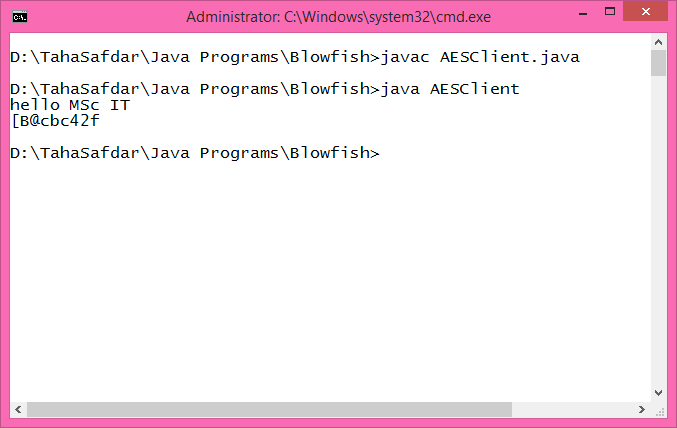 Administrator: C:\Windows\system32\cmd.exe
D:\TahaSafdar\Java Programs\Blowfish>javac AESClient.java
D:\TahaSafdar\Java Programs\Blowfish>java AESClient
hello MSc IT
[B@cbc42f
D:\TahaSafdar\Java Programs\Blowfish>